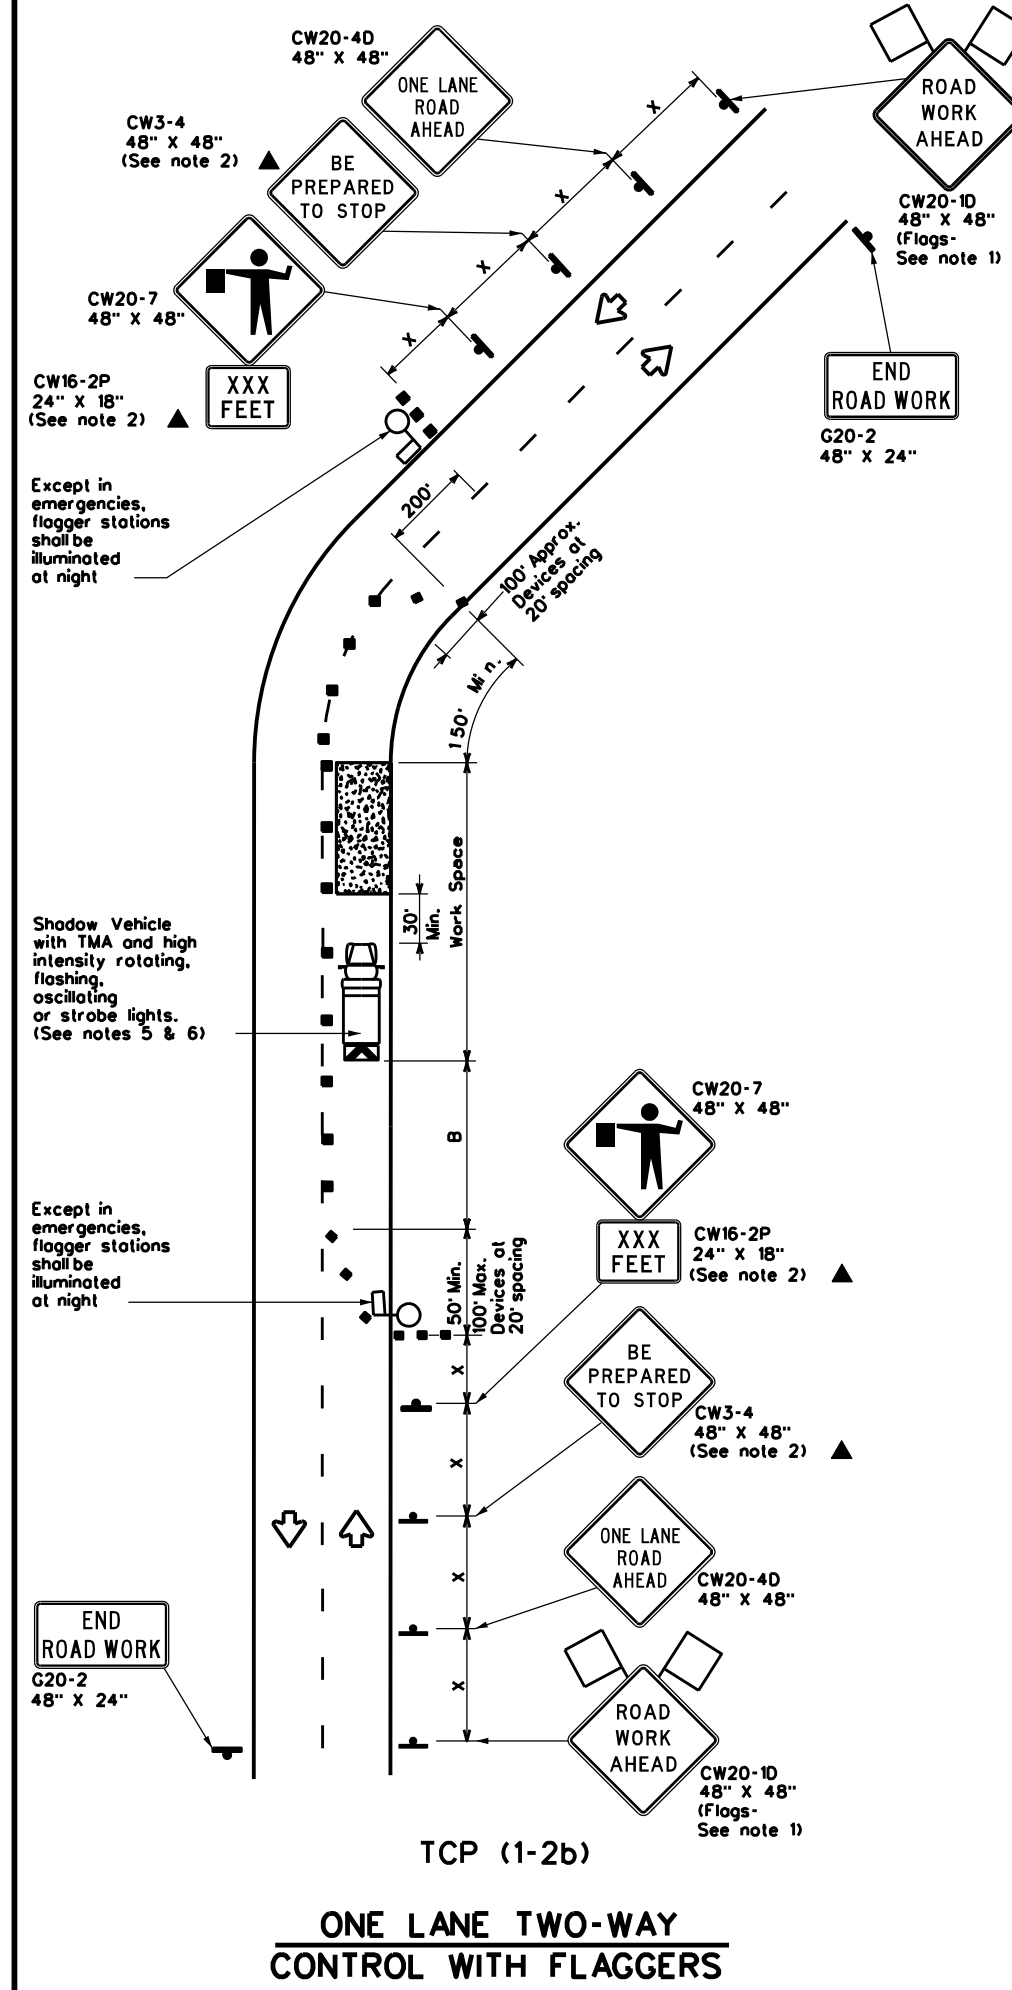 CW20-4D
48" X 48"
ONE LANE
ROAD
AHEAD
ROAD
WORK
AHEAD
CW20-1D
48" X 48"
(Flags-
See note 1)
CW3-4
48" X 48"
(See note 2)
BE
PREPARED
TO STOP
X
X
X
X
CW20-7
48" X 48"
CW16-2P
24" X 18"
(See note 2)
XXX
FEET
END
ROAD WORK
G20-2
48" X 24"
Except in
emergencies,
flagger stations
shall be
illuminated
at night
200'
100' Approx.
Devices at
20' spacing
150' Min.
Work Space
30'
Min.
Shadow Vehicle
with TMA and high
intensity rotating,
flashing,
oscillating
or strobe lights.
(See notes 5 & 6)
B
CW20-7
48" X 48"
XXX
FEET
CW16-2P
24" X 18"
(See note 2)
Except in
emergencies,
flagger stations
shall be
illuminated
at night
50' Min.
100' Max.
Devices at
20' spacing
X
X
X
X
BE
PREPARED
TO STOP
CW3-4
48" X 48"
(See note 2)
ONE LANE
ROAD
AHEAD
CW20-4D
48" X 48"
END
ROAD WORK
G20-2
48" X 24"
ROAD
WORK
AHEAD
CW20-1D
48" X 48"
(Flags-
See note 1)
TCP (1-2b)
ONE LANE TWO-WAY
CONTROL WITH FLAGGERS